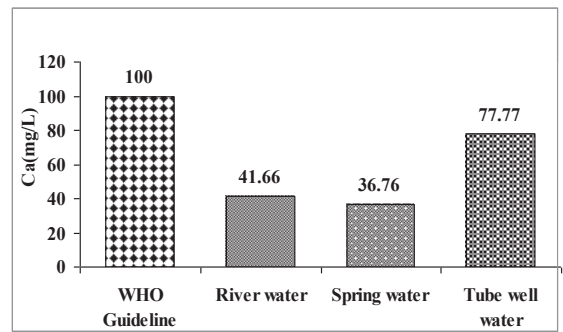 Ca(mg/L)
120
100
80
60
40
20
0
100
41.66
36.76
77.77
WHO
Guideline
River water
Spring water
Tube well
water